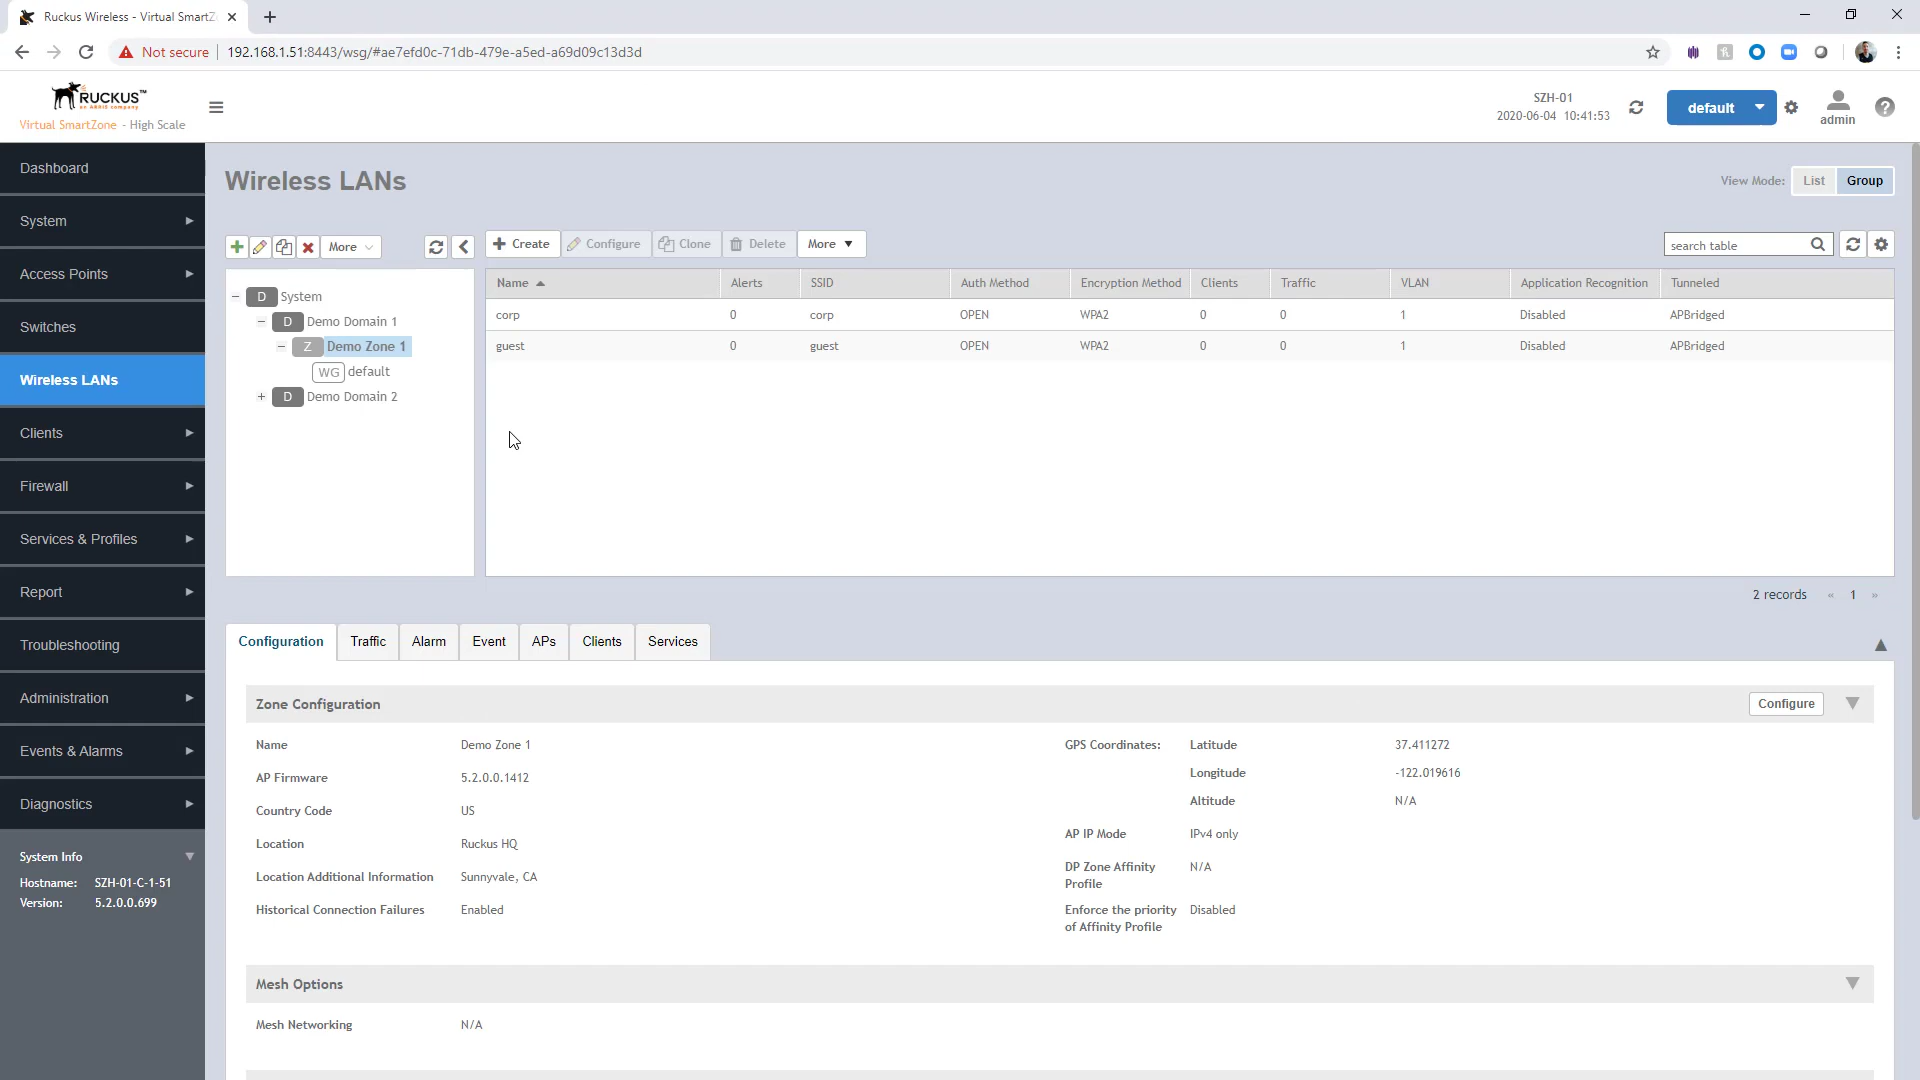 Ruckus Wireless - Virtual SmartZ
Not secure 192.168.1.51:8443/wsg/#ae7efd0c-71db-479e-a5ed-a69d09c13d3d
RUCKUS™
an ARRIS company
Virtual SmartZone - High Scale
SZH-01
2020-06-04 10:41:53
default
admin
Dashboard
System
Access Points
Switches
Wireless LANs
Clients
Firewall
Services & Profiles
Report
Troubleshooting
Administration
Events & Alarms
Diagnostics
System Info
Hostname: SZH-01-C-1-51
Version: 5.2.0.0.699
Wireless LANs
View Mode: List Group
More
D System
D Demo Domain 1
Z Demo Zone 1
WG default
D Demo Domain 2
Create Configure Clone Delete More
search table
Name Alerts SSID Auth Method Encryption Method Clients Traffic VLAN Application Recognition Tunneled
corp 0 corp OPEN WPA2 0 0 1 Disabled APBridged
guest 0 guest OPEN WPA2 0 0 1 Disabled APBridged
2 records « 1 »
Configuration Traffic Alarm Event APs Clients Services
Zone Configuration Configure
Name Demo Zone 1
AP Firmware 5.2.0.0.1412
Country Code US
Location Ruckus HQ
Location Additional Information Sunnyvale, CA
Historical Connection Failures Enabled
GPS Coordinates: Latitude 37.411272
Longitude -122.019616
Altitude N/A
AP IP Mode IPv4 only
DP Zone Affinity N/A
Profile
Enforce the priority Disabled
of Affinity Profile
Mesh Options
Mesh Networking N/A